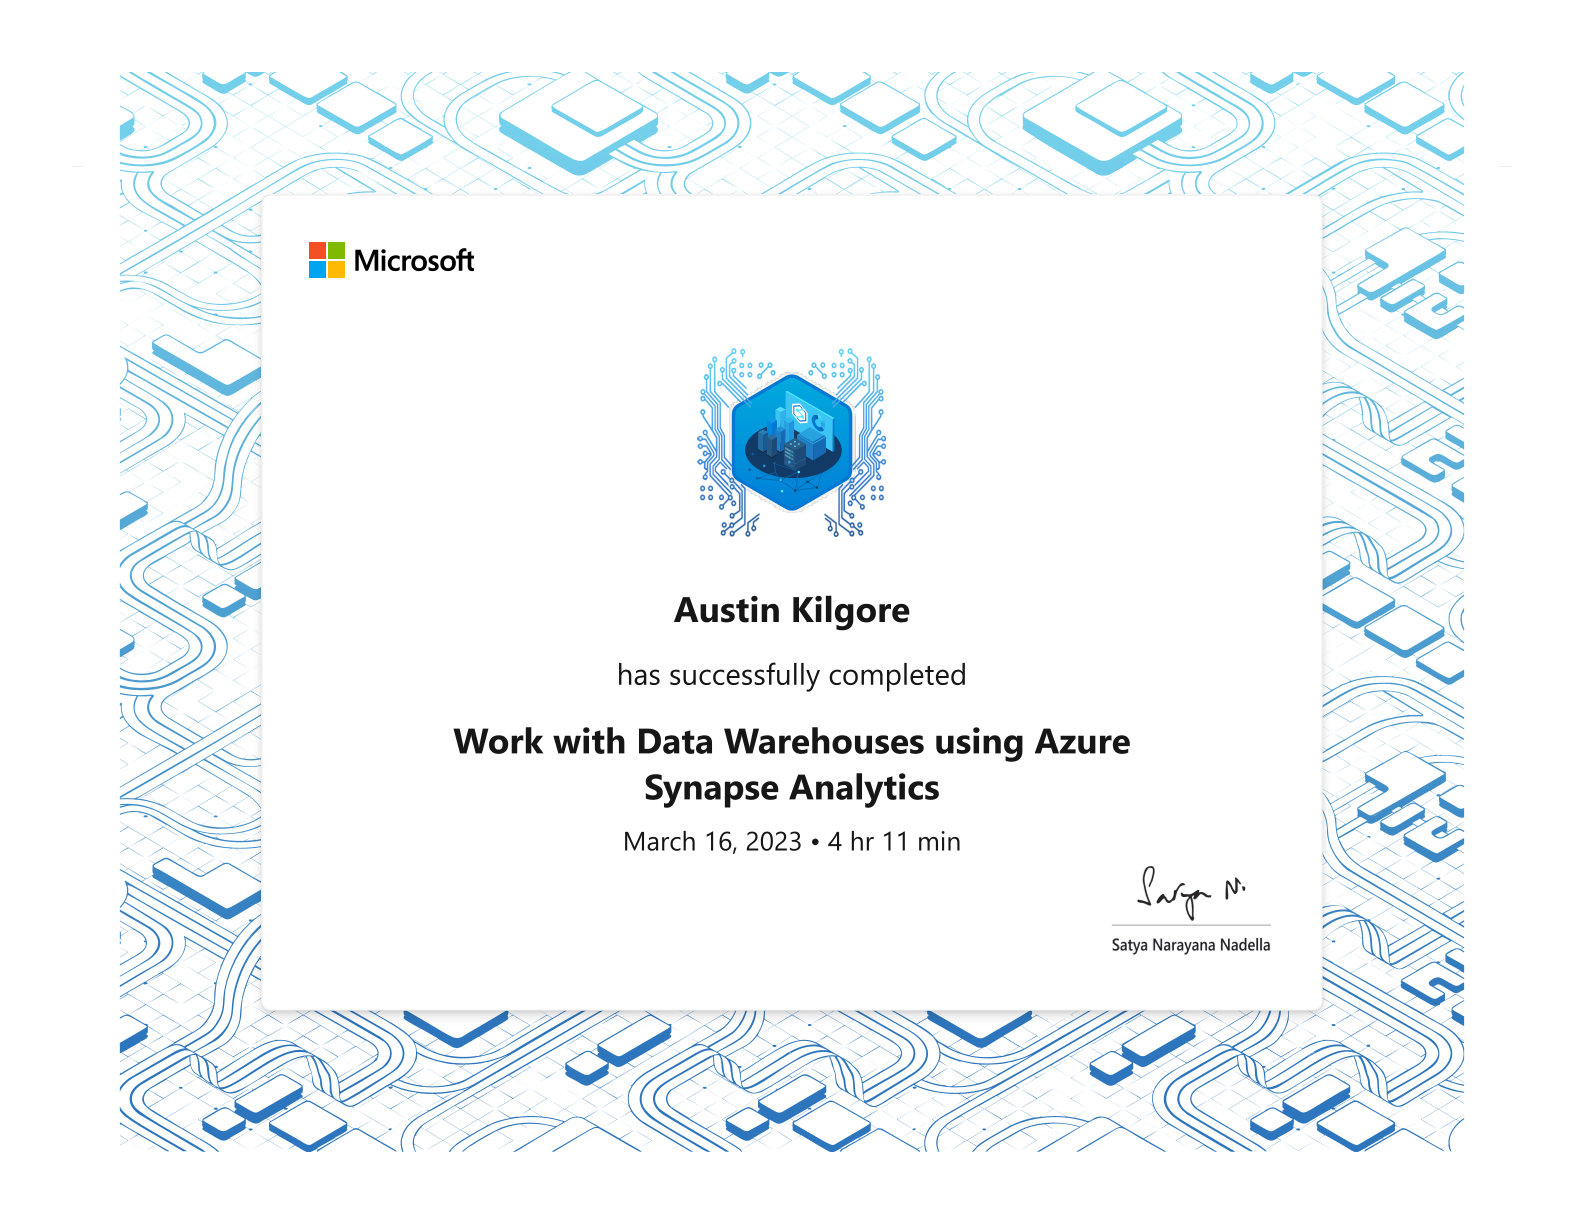 Microsoft
Austin Kilgore
has successfully completed
Work with Data Warehouses using Azure
Synapse Analytics
March 16, 2023 • 4 hr 11 min
Satya N.
Satya Narayana Nadella